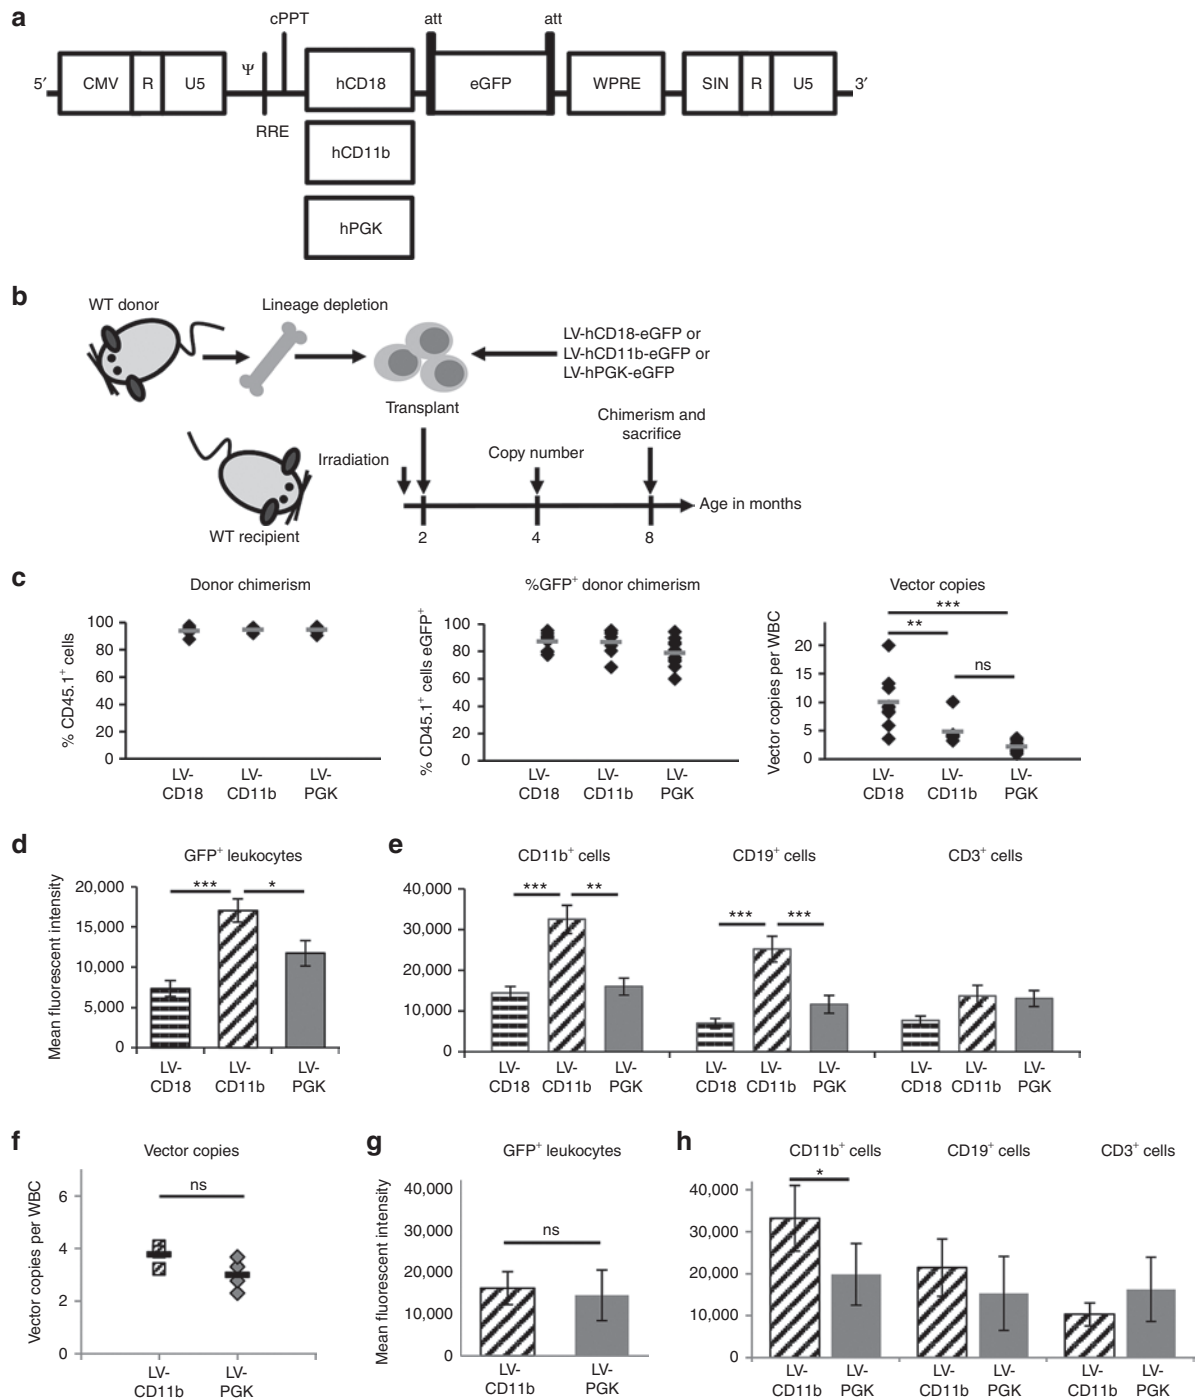 a
cPPT
att
att
Ψ
5′
CMV
R
U5
hCD18
eGFP
WPRE
SIN
R
U5
3′
RRE
hCD11b
hPGK
b
WT donor
Lineage depletion
LV-hCD18-eGFP or
LV-hCD11b-eGFP or
LV-hPGK-eGFP
Transplant
Chimerism and
sacrifice
Irradiation
Copy number
Age in months
WT recipient
2
4
8
c
Donor chimerism
% CD45.1+ cells
100
80
60
40
20
0
LV-
CD18
LV-
CD11b
LV-
PGK
%GFP+ donor chimerism
% CD45.1+ cells eGFP+
100
80
60
40
20
0
LV-
CD18
LV-
CD11b
LV-
PGK
Vector copies
Vector copies per WBC
***
**
ns
20
15
10
5
0
LV-
CD18
LV-
CD11b
LV-
PGK
d
GFP+ leukocytes
Mean fluorescent intensity
20,000
15,000
10,000
5,000
0
***
*
LV-
CD18
LV-
CD11b
LV-
PGK
e
CD11b+ cells
CD19+ cells
CD3+ cells
40,000
30,000
20,000
10,000
0
***
**
***
***
LV-
CD18
LV-
CD11b
LV-
PGK
LV-
CD18
LV-
CD11b
LV-
PGK
LV-
CD18
LV-
CD11b
LV-
PGK
f
Vector copies
Vector copies per WBC
6
4
2
0
ns
LV-
CD11b
LV-
PGK
g
GFP+ leukocytes
Mean fluorescent intensity
40,000
30,000
20,000
10,000
0
ns
LV-
CD11b
LV-
PGK
h
CD11b+ cells
CD19+ cells
CD3+ cells
*
40,000
30,000
20,000
10,000
0
LV-
CD11b
LV-
PGK
LV-
CD11b
LV-
PGK
LV-
CD11b
LV-
PGK